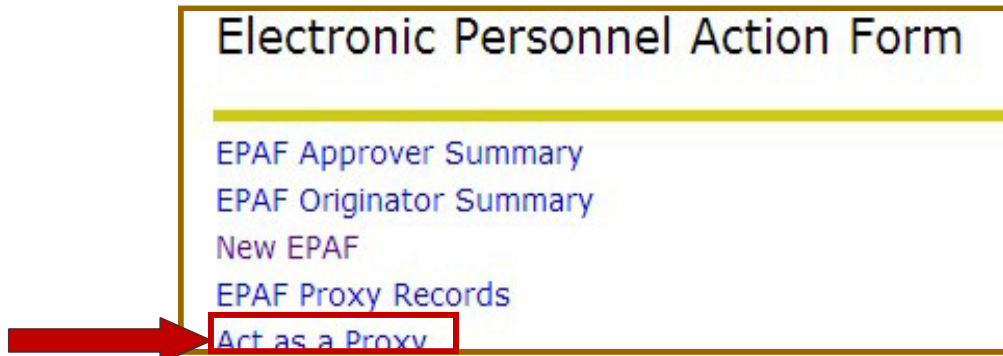 Electronic Personnel Action Form
EPAF Approver Summary
EPAF Originator Summary
New EPAF
EPAF Proxy Records
Act as a Proxy